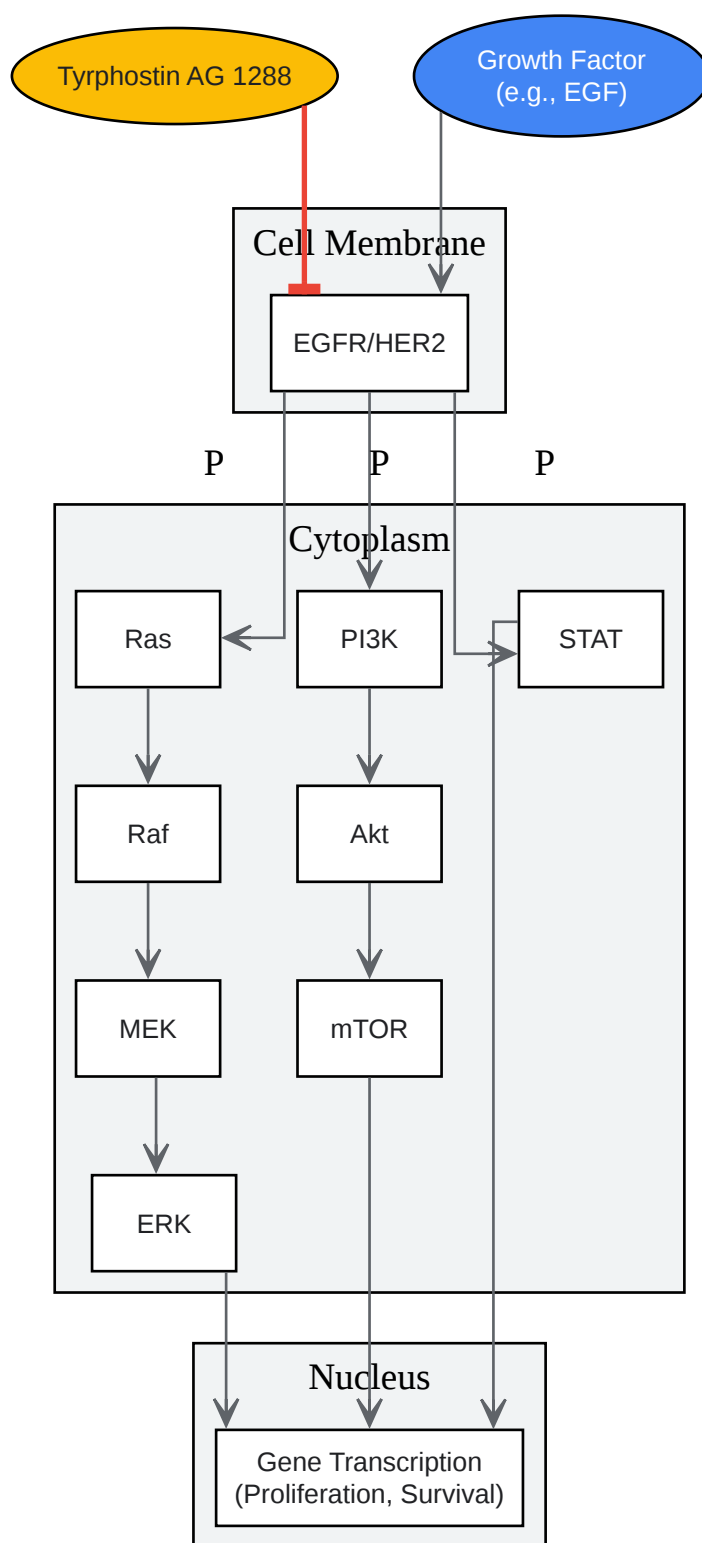 Tyrphostin AG 1288
Growth Factor
(e.g., EGF)
Cell Membrane
EGFR/HER2
P
P
P
Cytoplasm
Ras
PI3K
STAT
Raf
Akt
MEK
mTOR
ERK
Nucleus
Gene Transcription
(Proliferation, Survival)